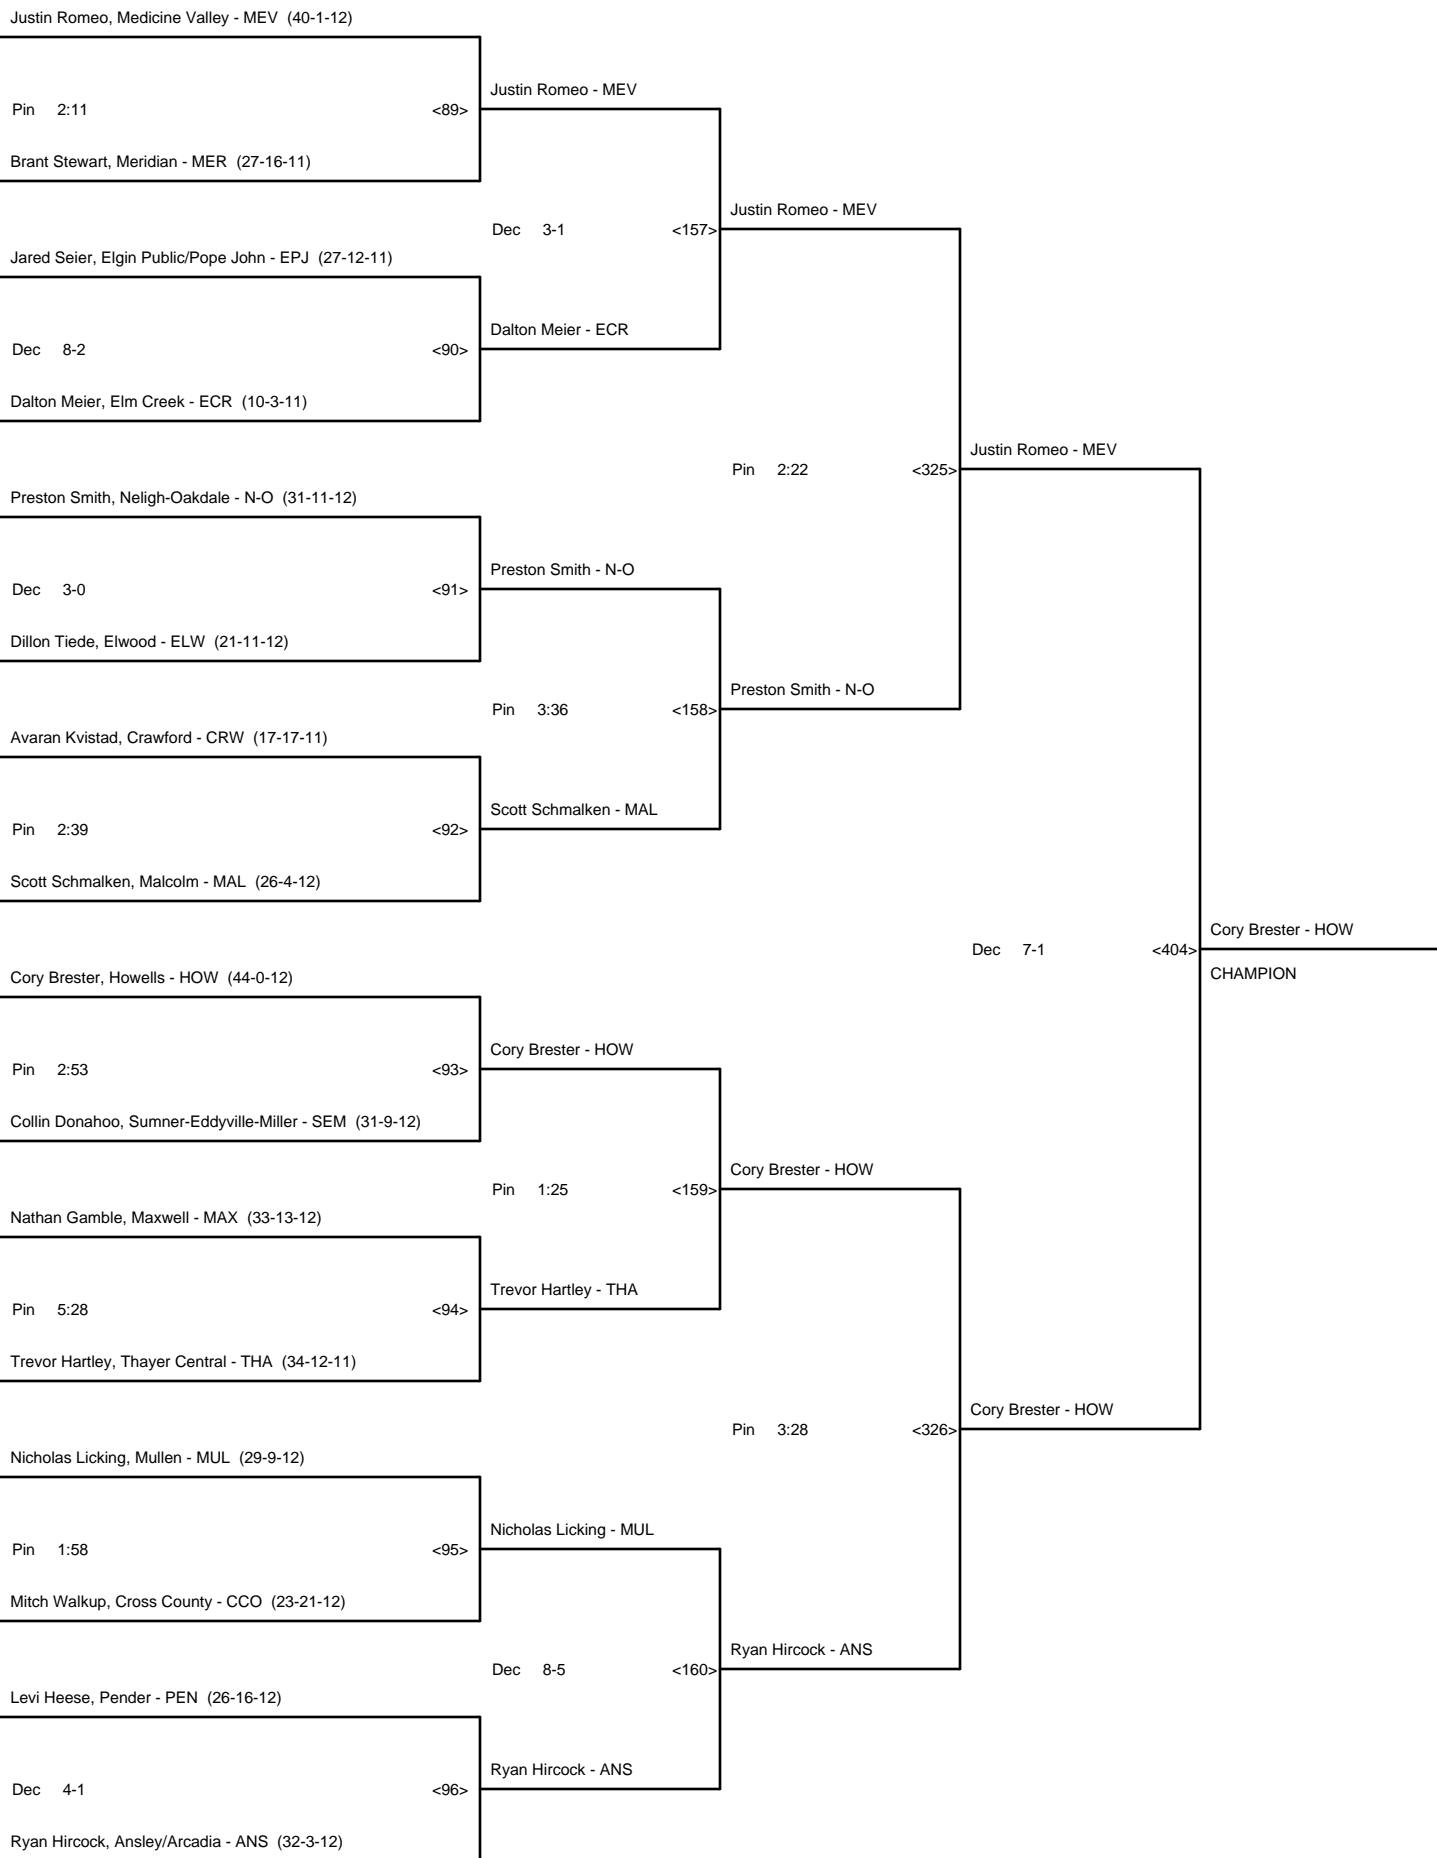 Justin Romeo, Medicine Valley - MEV (40-1-12)
Justin Romeo - MEV
Pin 2:11 <89>
Brant Stewart, Meridian - MER (27-16-11)
Justin Romeo - MEV
Dec 3-1 <157>
Jared Seier, Elgin Public/Pope John - EPJ (27-12-11)
Dalton Meier - ECR
Dec 8-2 <90>
Dalton Meier, Elm Creek - ECR (10-3-11)
Justin Romeo - MEV
Pin 2:22 <325>
Preston Smith, Neligh-Oakdale - N-O (31-11-12)
Preston Smith - N-O
Dec 3-0 <91>
Dillon Tiede, Elwood - ELW (21-11-12)
Preston Smith - N-O
Pin 3:36 <158>
Avaran Kvistad, Crawford - CRW (17-17-11)
Scott Schmalken - MAL
Pin 2:39 <92>
Scott Schmalken, Malcolm - MAL (26-4-12)
Cory Brester - HOW
Dec 7-1 <404>
CHAMPION
Cory Brester, Howells - HOW (44-0-12)
Cory Brester - HOW
Pin 2:53 <93>
Collin Donahoo, Sumner-Eddyville-Miller - SEM (31-9-12)
Cory Brester - HOW
Pin 1:25 <159>
Nathan Gamble, Maxwell - MAX (33-13-12)
Trevor Hartley - THA
Pin 5:28 <94>
Trevor Hartley, Thayer Central - THA (34-12-11)
Cory Brester - HOW
Pin 3:28 <326>
Nicholas Licking, Mullen - MUL (29-9-12)
Nicholas Licking - MUL
Pin 1:58 <95>
Mitch Walkup, Cross County - CCO (23-21-12)
Ryan Hircock - ANS
Dec 8-5 <160>
Levi Heese, Pender - PEN (26-16-12)
Ryan Hircock - ANS
Dec 4-1 <96>
Ryan Hircock, Ansley/Arcadia - ANS (32-3-12)